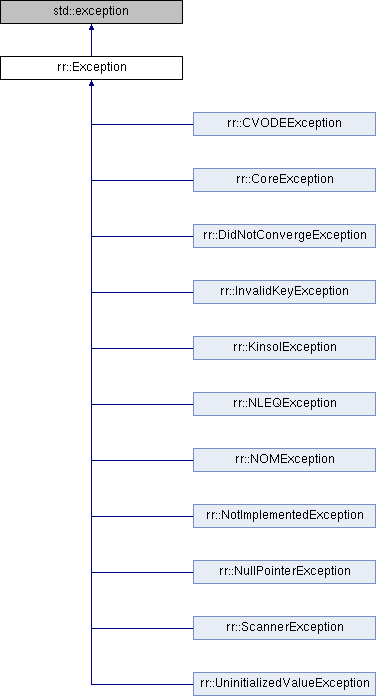 std::exception
rr::Exception
rr::CVODEException
rr::CoreException
rr::DidNotConvergeException
rr::InvalidKeyException
rr::KinsolException
rr::NLEQException
rr::NOMException
rr::NotImplementedException
rr::NullPointerException
rr::ScannerException
rr::UninitializedValueException